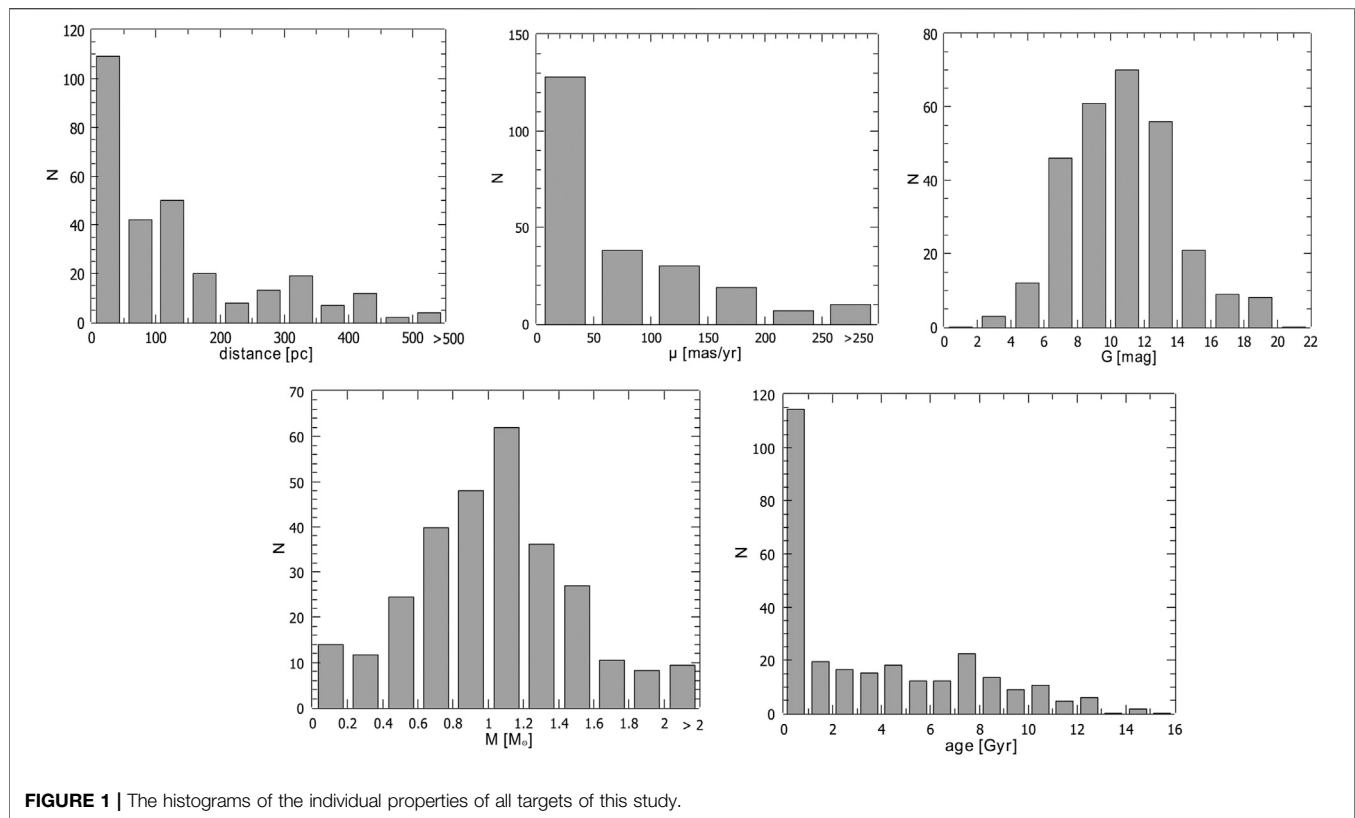 120
100
80
60
40
20
0
N
0 100 200 300 400 500 >500
distance [pc]
150
100
50
0
N
0 50 100 150 200 250 >250
µ [mas/yr]
80
60
40
20
0
N
0 2 4 6 8 10 12 14 16 18 20 22
G [mag]
70
60
50
40
30
20
10
0
N
0 0.2 0.4 0.6 0.8 1 1.2 1.4 1.6 1.8 2 > 2
M [M⊙]
120
100
80
60
40
20
0
N
0 2 4 6 8 10 12 14 16
age [Gyr]
FIGURE 1 | The histograms of the individual properties of all targets of this study.